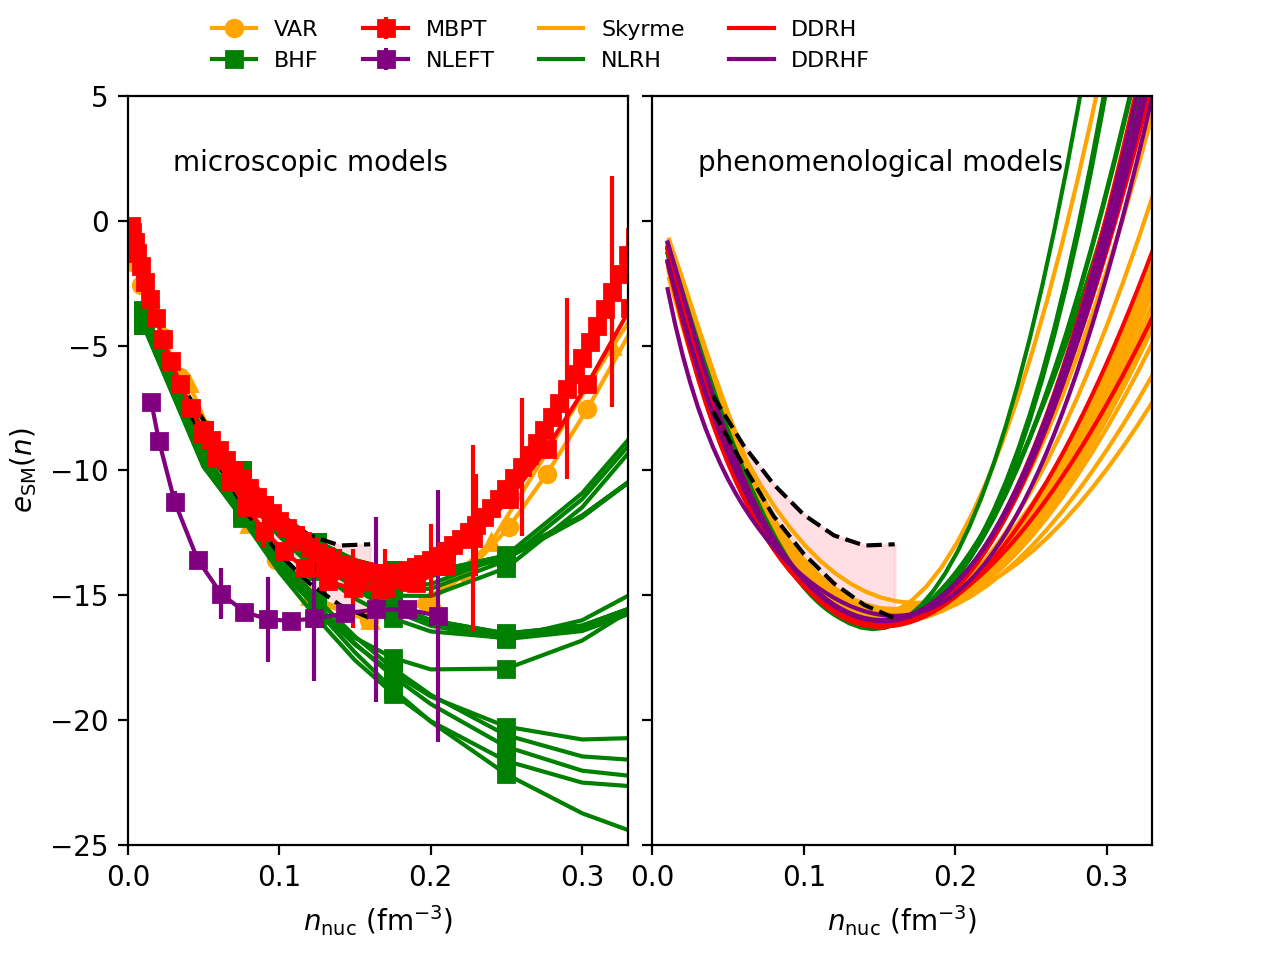 VAR MBPT Skyrme DDRH
BHF NLEFT NLRH DDRHF
microscopic models phenomenological models
5
0
−5
−10
−15
−20
−25
e_SM(n)
0.0 0.1 0.2 0.3 0.0 0.1 0.2 0.3
n_nuc (fm⁻³) n_nuc (fm⁻³)